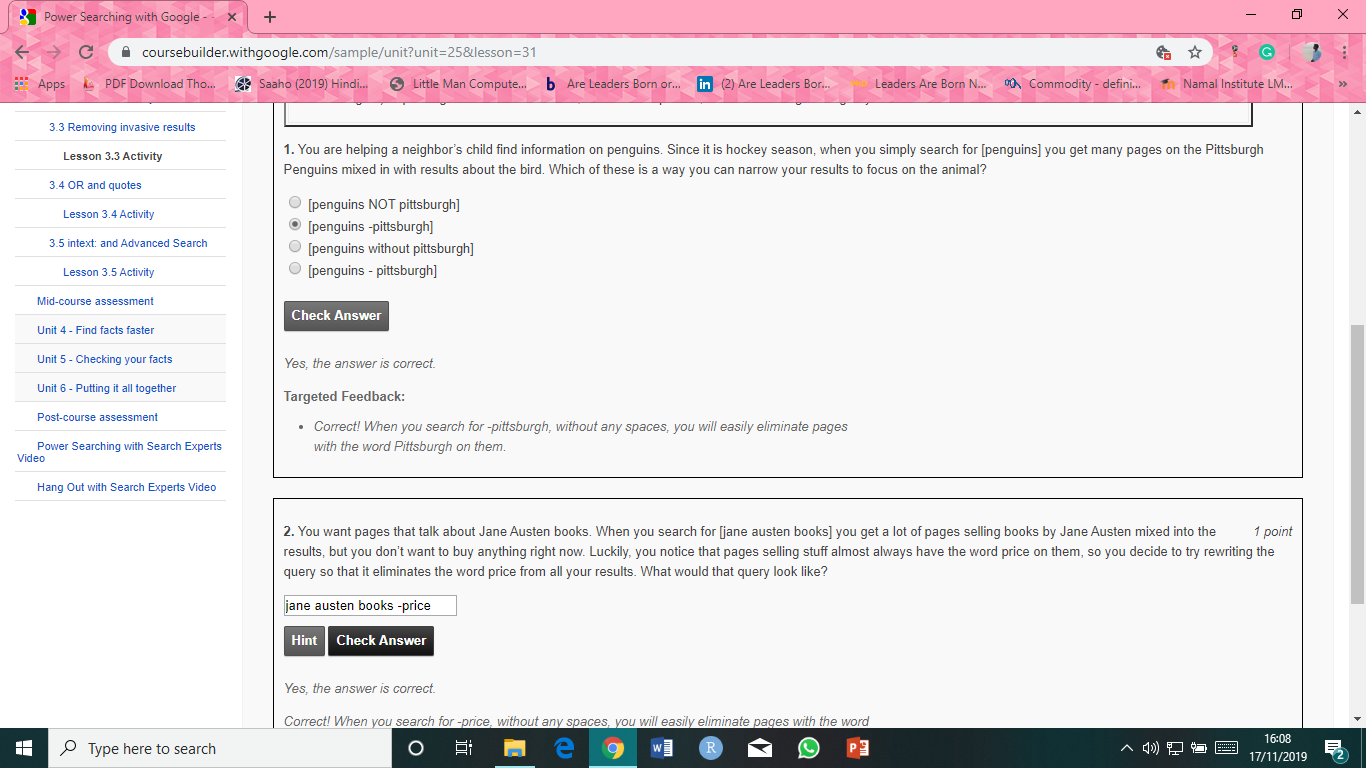 Power Searching with Google -
coursebuilder.withgoogle.com/sample/unit?unit=25&lesson=31
Apps PDF Download Tho... Saaho (2019) Hindi... Little Man Compute... Are Leaders Born or... (2) Are Leaders Bor... Leaders Are Born N... Commodity - defini... Namal Institute LM... »
3.3 Removing invasive results
Lesson 3.3 Activity
3.4 OR and quotes
Lesson 3.4 Activity
3.5 intext: and Advanced Search
Lesson 3.5 Activity
Mid-course assessment
Unit 4 - Find facts faster
Unit 5 - Checking your facts
Unit 6 - Putting it all together
Post-course assessment
Power Searching with Search Experts
Video
Hang Out with Search Experts Video
1. You are helping a neighbor's child find information on penguins. Since it is hockey season, when you simply search for [penguins] you get many pages on the Pittsburgh
Penguins mixed in with results about the bird. Which of these is a way you can narrow your results to focus on the animal?
[penguins NOT pittsburgh]
[penguins -pittsburgh]
[penguins without pittsburgh]
[penguins - pittsburgh]
Check Answer
Yes, the answer is correct.
Targeted Feedback:
• Correct! When you search for -pittsburgh, without any spaces, you will easily eliminate pages
with the word Pittsburgh on them.
2. You want pages that talk about Jane Austen books. When you search for [jane austen books] you get a lot of pages selling books by Jane Austen mixed into the 1 point
results, but you don't want to buy anything right now. Luckily, you notice that pages selling stuff almost always have the word price on them, so you decide to try rewriting the
query so that it eliminates the word price from all your results. What would that query look like?
jane austen books -price
Hint Check Answer
Yes, the answer is correct.
Correct! When you search for -price, without any spaces, you will easily eliminate pages with the word
Type here to search
16:08
17/11/2019
2